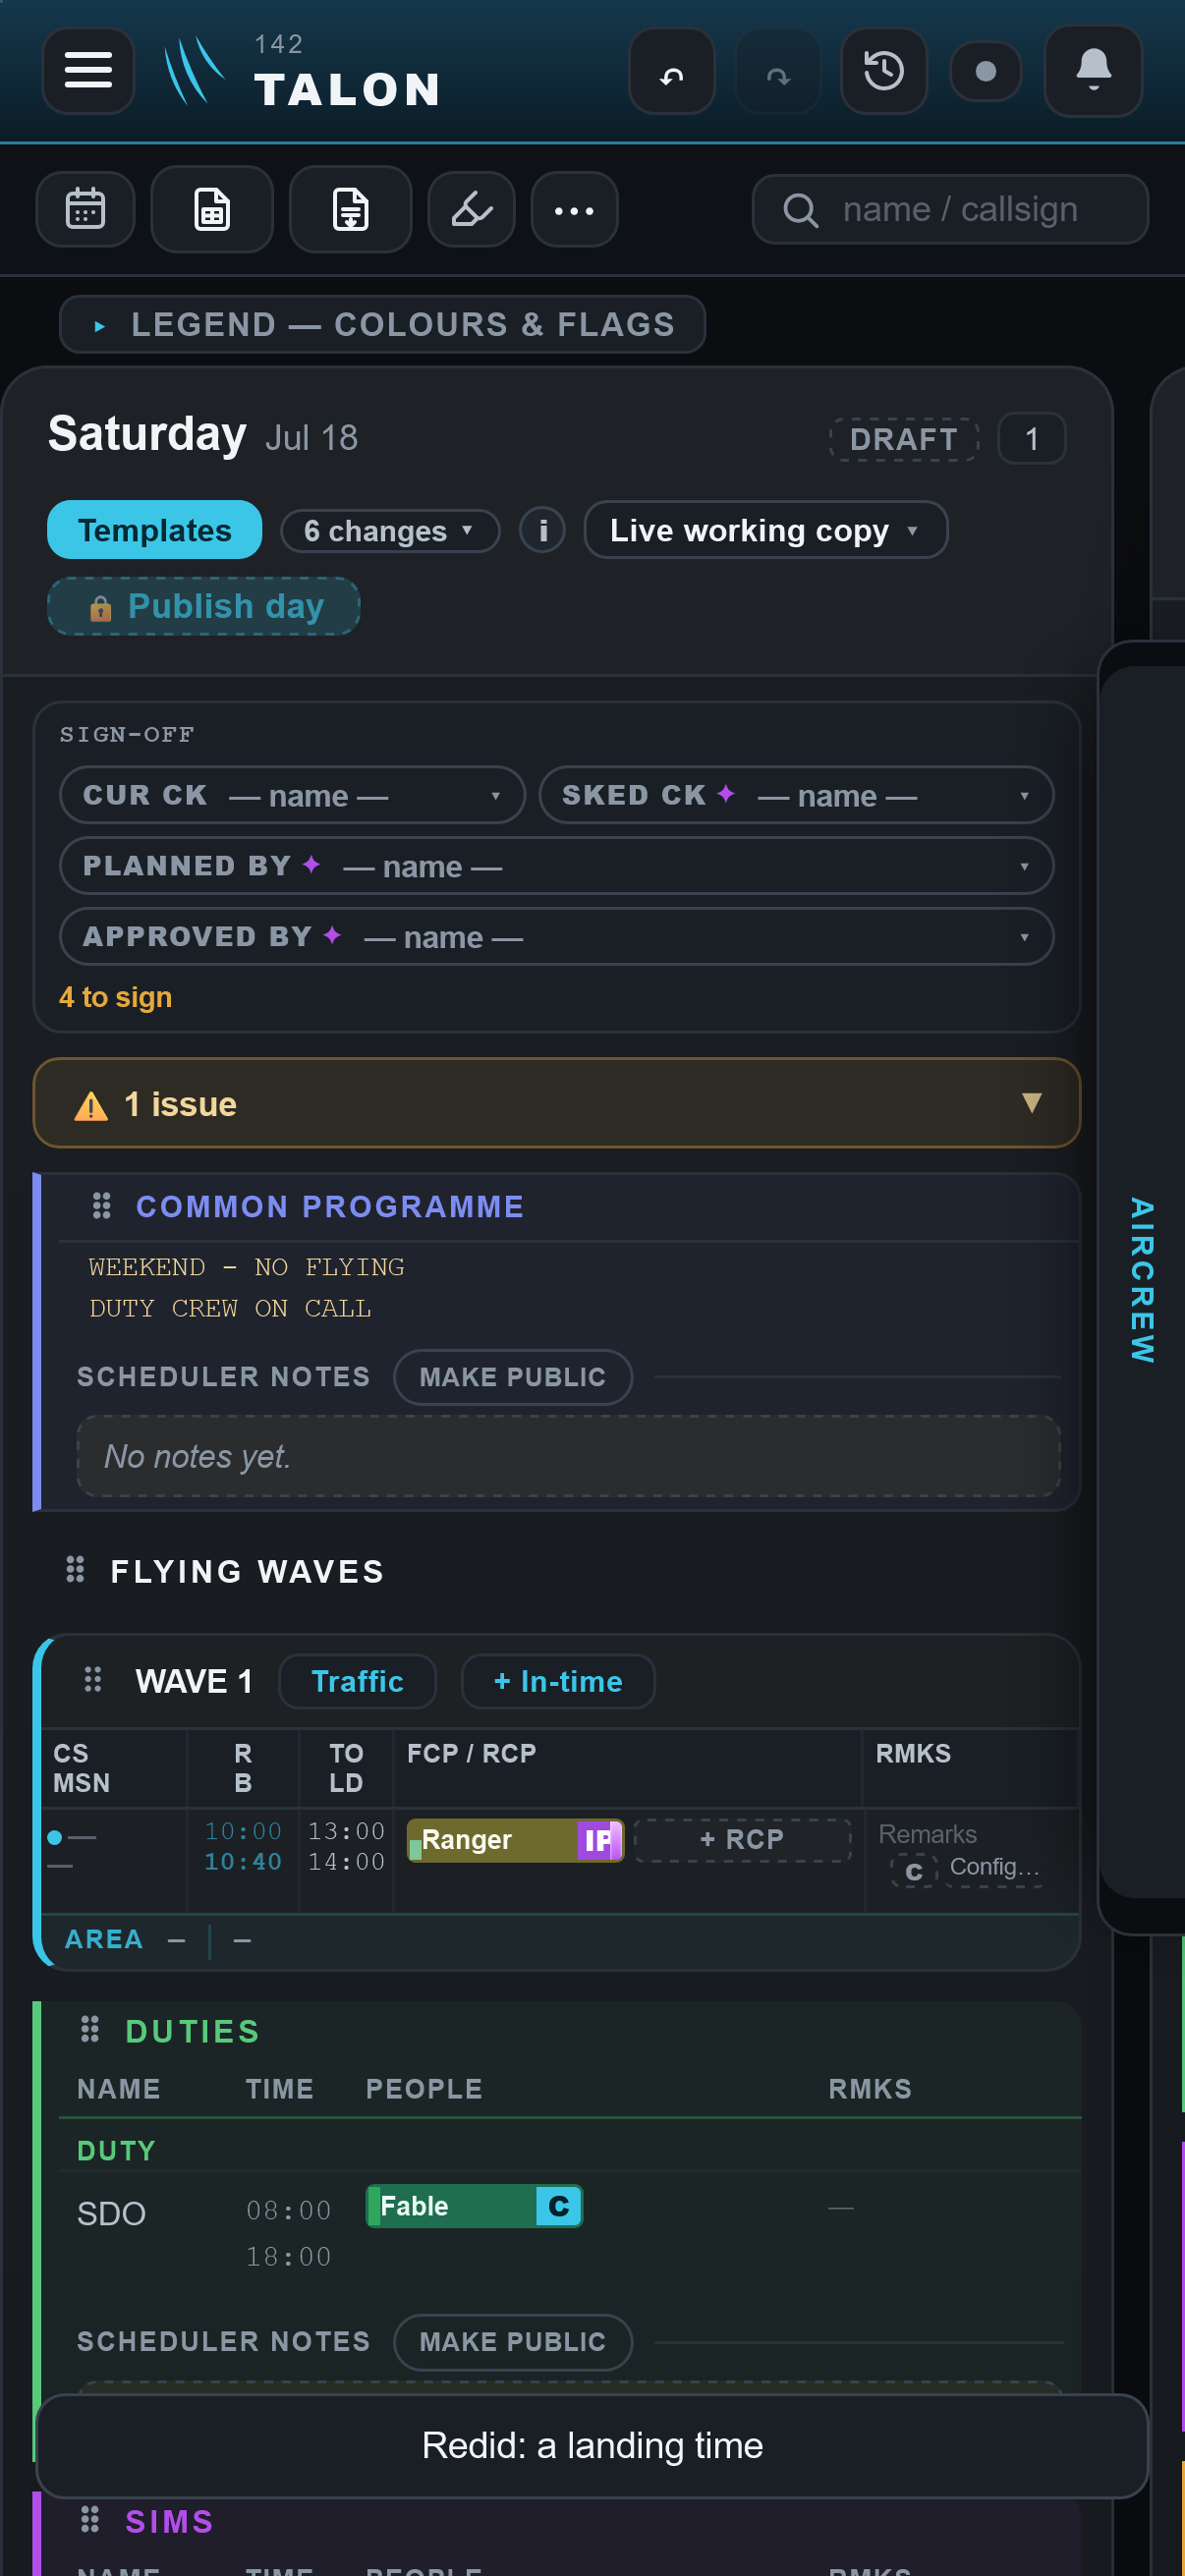 142
TALON
name / callsign
LEGEND — COLOURS & FLAGS
Saturday Jul 18
DRAFT 1
Templates 6 changes i Live working copy
Publish day
SIGN-OFF
CUR CK — name — SKED CK — name —
PLANNED BY — name —
APPROVED BY — name —
4 to sign
1 issue
COMMON PROGRAMME
WEEKEND - NO FLYING
DUTY CREW ON CALL
SCHEDULER NOTES MAKE PUBLIC
No notes yet.
AIRCREW
FLYING WAVES
WAVE 1 Traffic + In-time
CS R TO FCP / RCP RMKS
MSN B LD
— 10:00 13:00 Ranger IP + RCP Remarks
— 10:40 14:00 C Config…
AREA — —
DUTIES
NAME TIME PEOPLE RMKS
DUTY
SDO 08:00 Fable C —
18:00
SCHEDULER NOTES MAKE PUBLIC
Redid: a landing time
SIMS
NAME TIME PEOPLE RMKS